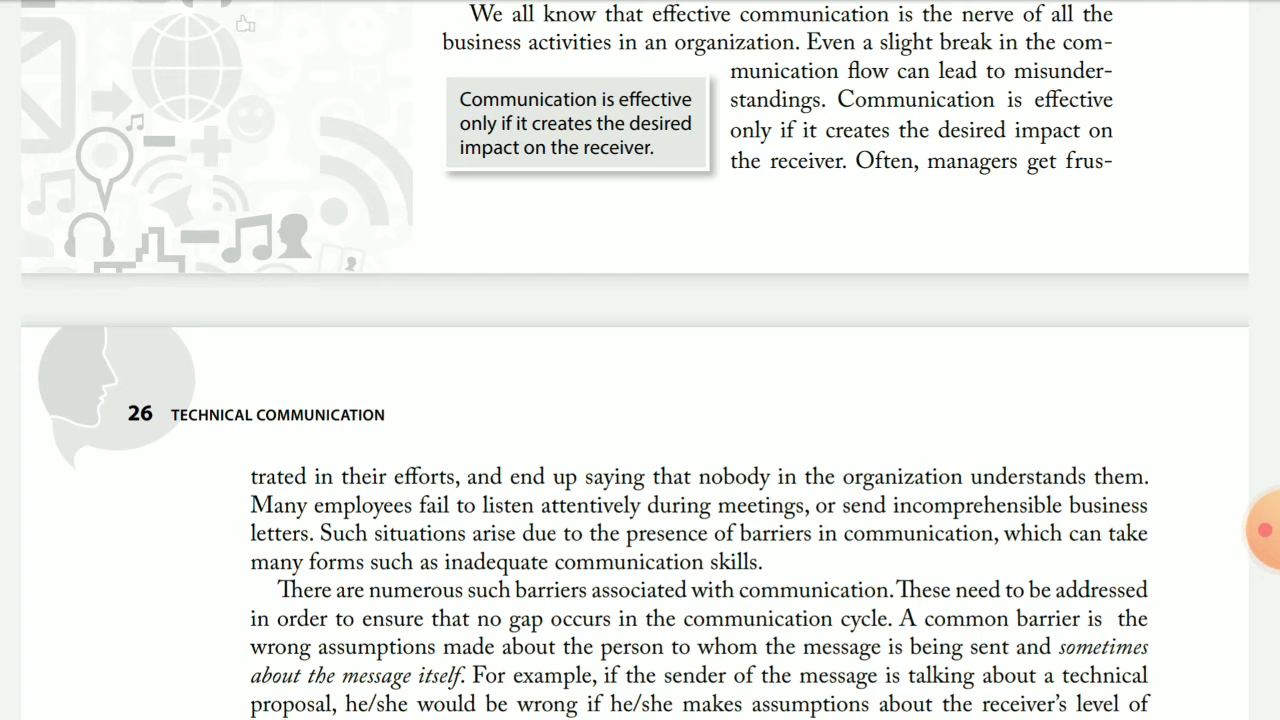 We all know that effective communication is the nerve of all the
business activities in an organization. Even a slight break in the com-
munication flow can lead to misunder-
standings. Communication is effective
only if it creates the desired impact on
the receiver. Often, managers get frus-
Communication is effective
only if it creates the desired
impact on the receiver.
26 TECHNICAL COMMUNICATION
trated in their efforts, and end up saying that nobody in the organization understands them.
Many employees fail to listen attentively during meetings, or send incomprehensible business
letters. Such situations arise due to the presence of barriers in communication, which can take
many forms such as inadequate communication skills.
There are numerous such barriers associated with communication. These need to be addressed
in order to ensure that no gap occurs in the communication cycle. A common barrier is the
wrong assumptions made about the person to whom the message is being sent and sometimes
about the message itself. For example, if the sender of the message is talking about a technical
proposal, he/she would be wrong if he/she makes assumptions about the receiver's level of